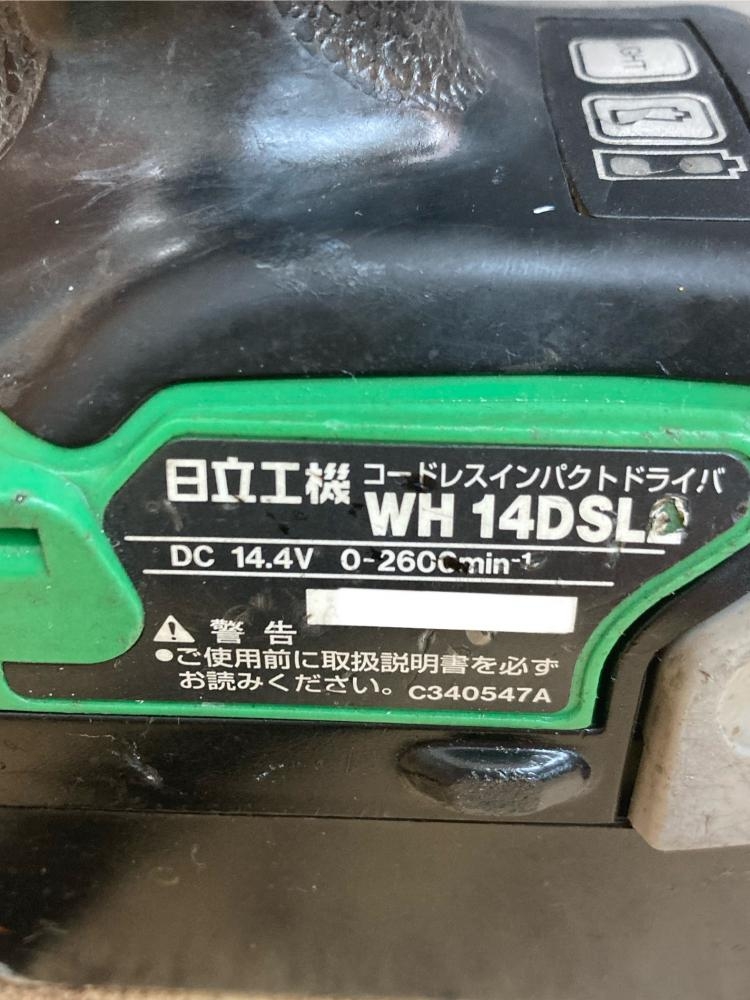 LIGHT
日立工機
コードレスインパクトドライバ
WH 14DSL
DC 14.4V 0-2600min-1
警告
●ご使用前に取扱説明書を必ず
お読みください。C340547A